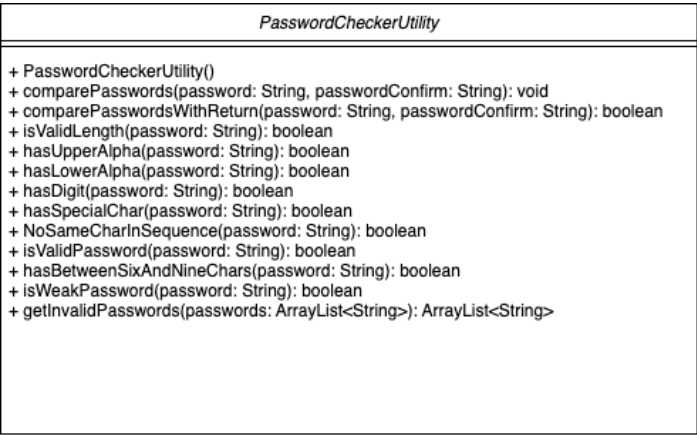 PasswordCheckerUtility
+ PasswordCheckerUtility()
+ comparePasswords(password: String, passwordConfirm: String): void
+ comparePasswordsWithReturn(password: String, passwordConfirm: String): boolean
+ isValidLength(password: String): boolean
+ hasUpperAlpha(password: String): boolean
+ hasLowerAlpha(password: String): boolean
+ hasDigit(password: String): boolean
+ hasSpecialChar(password: String): boolean
+ NoSameCharInSequence(password: String): boolean
+ isValidPassword(password: String): boolean
+ hasBetweenSixAndNineChars(password: String): boolean
+ isWeakPassword(password: String): boolean
+ getInvalidPasswords(passwords: ArrayList<String>): ArrayList<String>